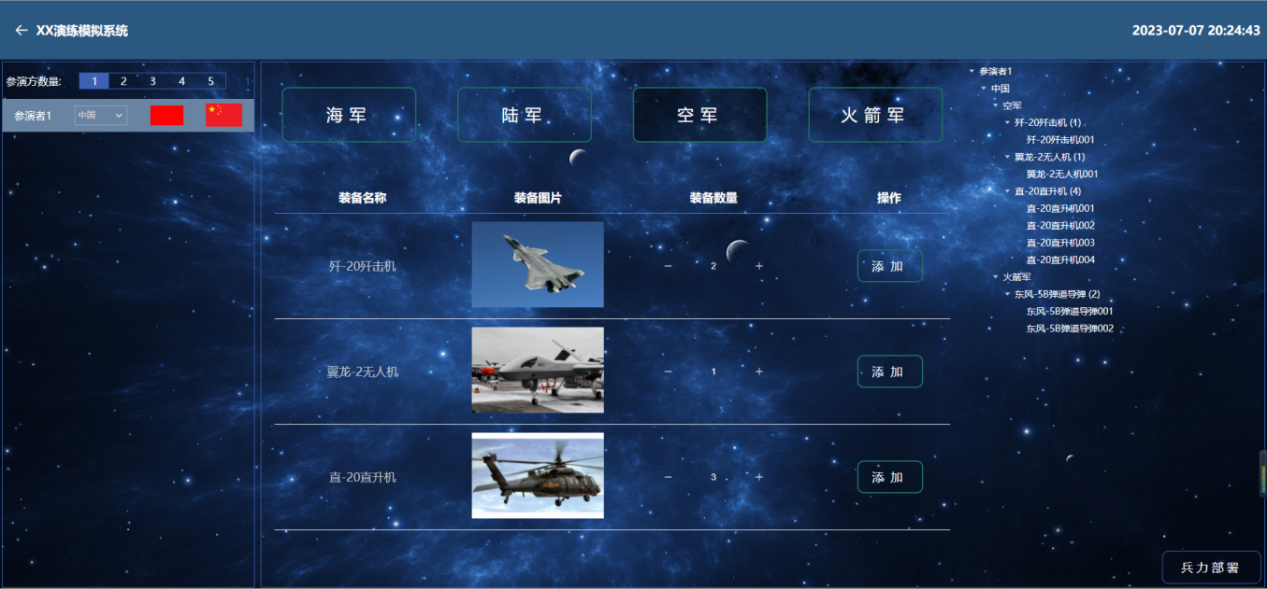 XX演练模拟系统
2023-07-07 20:24:43
参演方数量: 1 2 3 4 5
参演者1 中国
海军 陆军 空军 火箭军
装备名称 装备图片 装备数量 操作
歼-20歼击机 − 2 + 添加
翼龙-2无人机 − 1 + 添加
直-20直升机 − 3 + 添加
参演者1
中国
空军
歼-20歼击机 (1)
歼-20歼击机001
翼龙-2无人机 (1)
翼龙-2无人机001
直-20直升机 (4)
直-20直升机001
直-20直升机002
直-20直升机003
直-20直升机004
火箭军
东风-5B弹道导弹 (2)
东风-5B弹道导弹001
东风-5B弹道导弹002
兵力部署